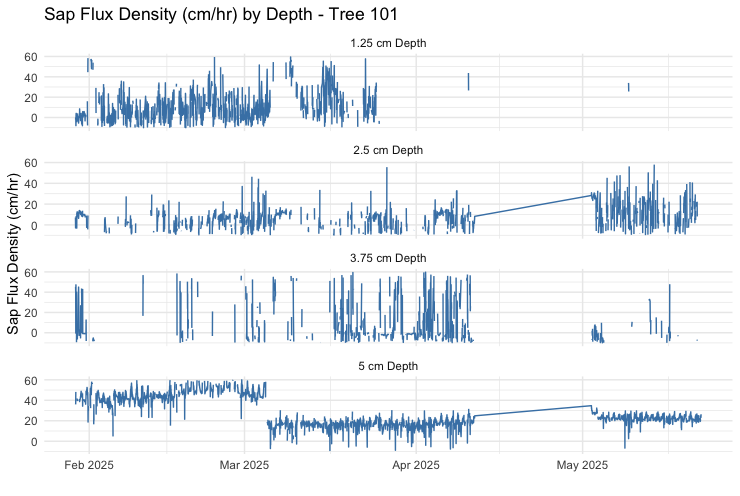 Sap Flux Density (cm/hr) by Depth - Tree 101
Sap Flux Density (cm/hr)
1.25 cm Depth
60
40
20
0
2.5 cm Depth
60
40
20
0
3.75 cm Depth
60
40
20
0
5 cm Depth
60
40
20
0
Feb 2025 Mar 2025 Apr 2025 May 2025